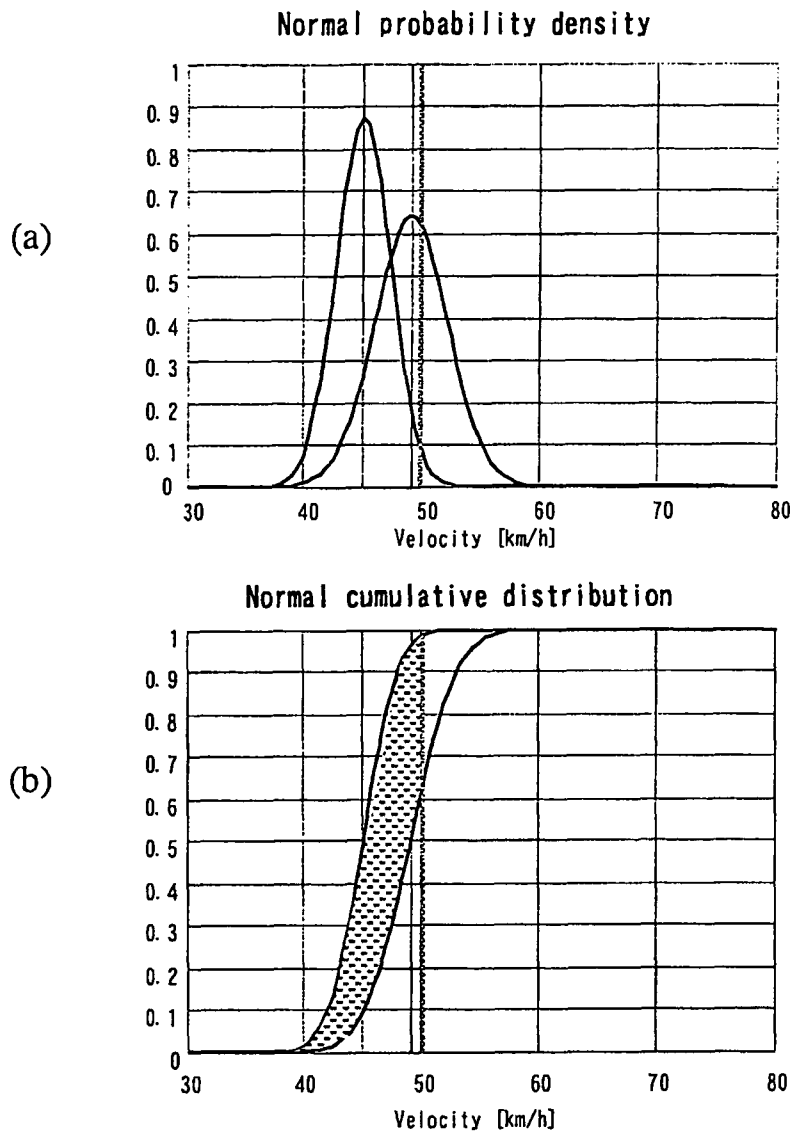 Normal probability density
(a)
1
0.9
0.8
0.7
0.6
0.5
0.4
0.3
0.2
0.1
0
30 40 50 60 70 80
Velocity [km/h]
Normal cumulative distribution
(b)
1
0.9
0.8
0.7
0.6
0.5
0.4
0.3
0.2
0.1
0
30 40 50 60 70 80
Velocity [km/h]